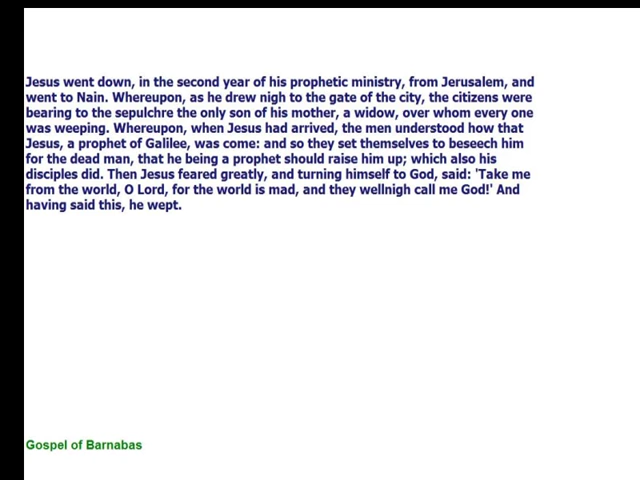 Jesus went down, in the second year of his prophetic ministry, from Jerusalem, and
went to Nain. Whereupon, as he drew nigh to the gate of the city, the citizens were
bearing to the sepulchre the only son of his mother, a widow, over whom every one
was weeping. Whereupon, when Jesus had arrived, the men understood how that
Jesus, a prophet of Galilee, was come: and so they set themselves to beseech him
for the dead man, that he being a prophet should raise him up; which also his
disciples did. Then Jesus feared greatly, and turning himself to God, said: 'Take me
from the world, O Lord, for the world is mad, and they wellnigh call me God!' And
having said this, he wept.
Gospel of Barnabas